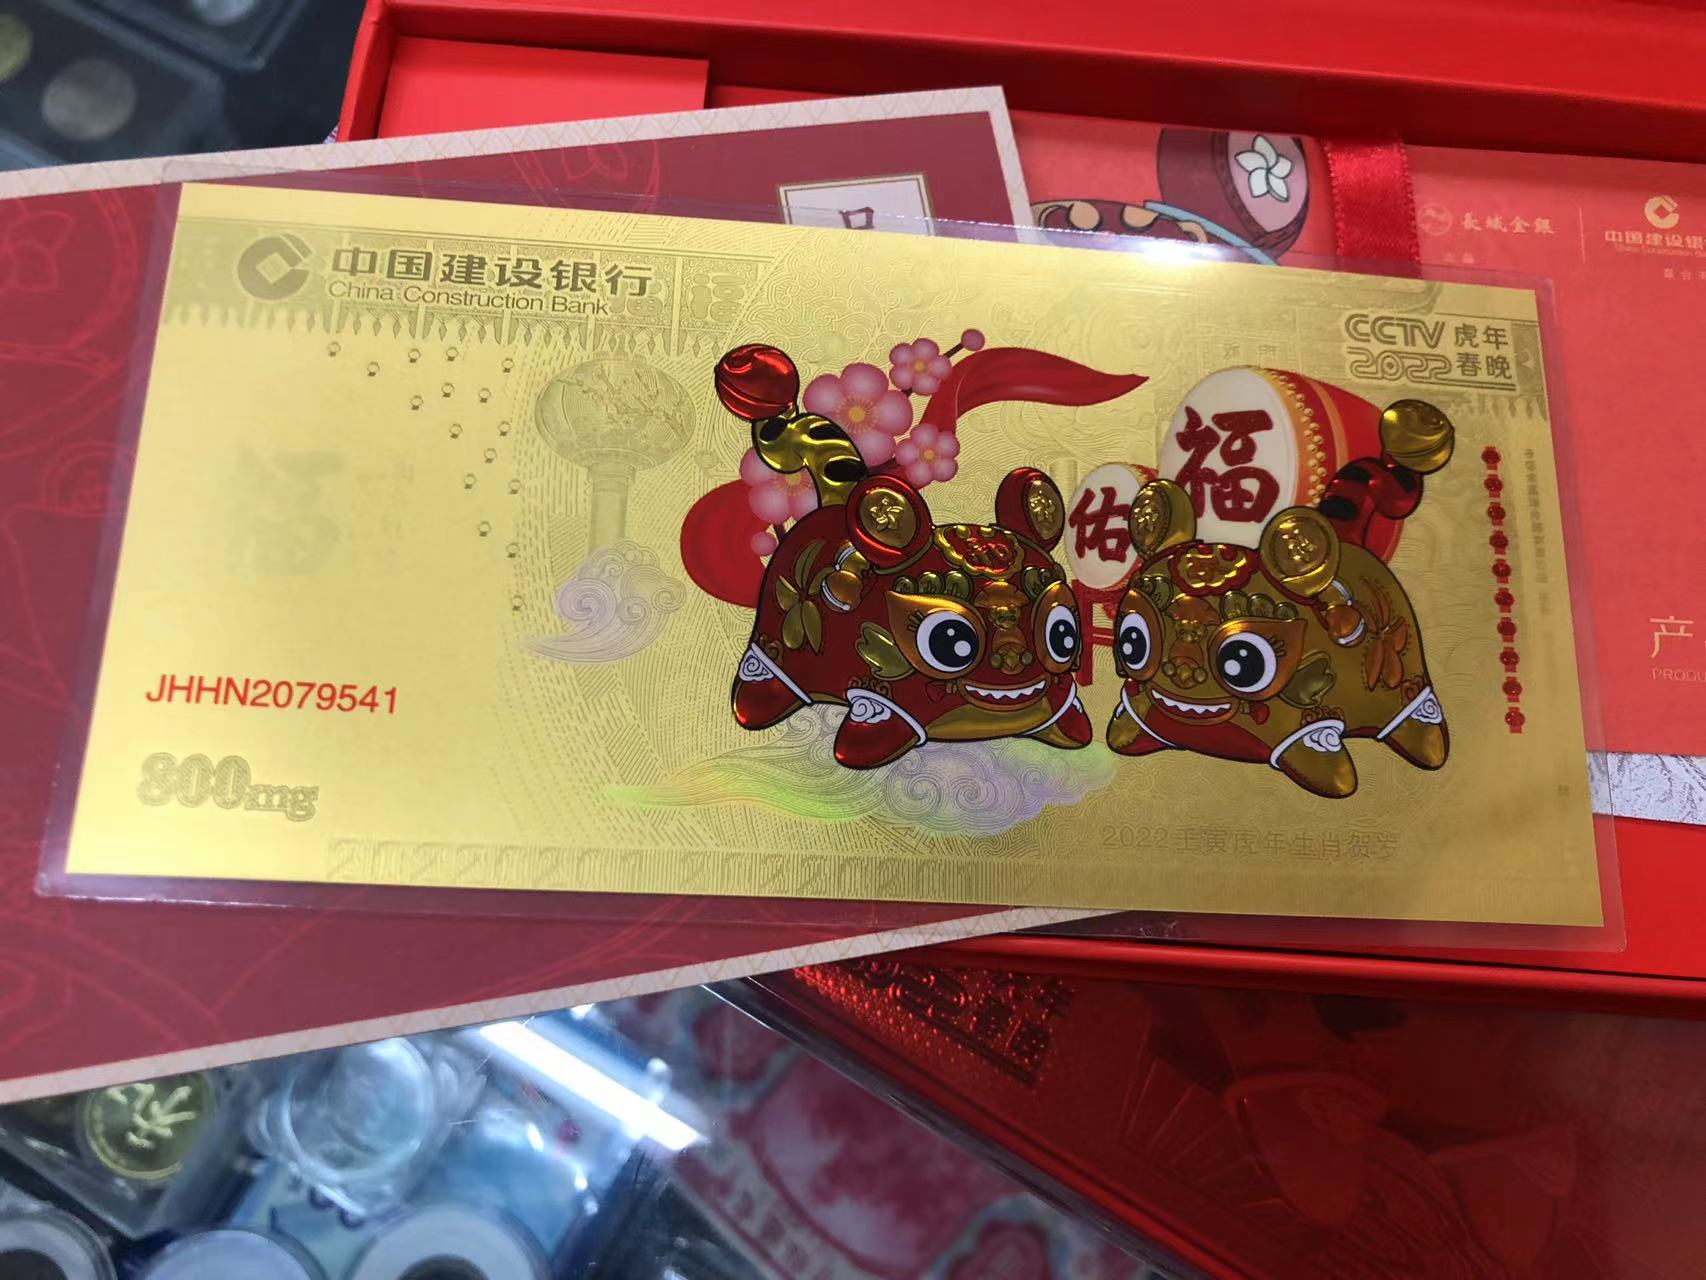 中国建设银行
China Construction Bank
CCTV 虎年
2022 春晚
福
佑
JHHN2079541
800mg
2022壬寅虎年生肖贺岁
長城金銀
中国建设银
产
PRODU